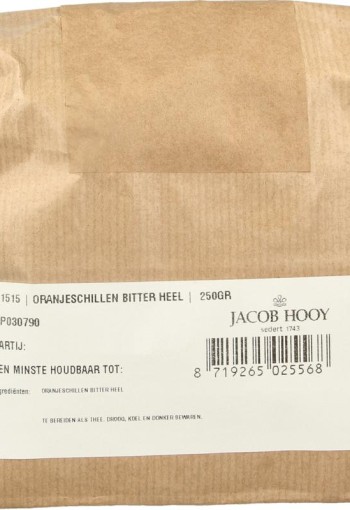 1515 | ORANJESCHILLEN BITTER HEEL | 250GR
P030790
JACOB HOOY
sedert 1743
ARTIJ:
EN MINSTE HOUDBAAR TOT:
8 719265 025568
grediënten: ORANJESCHILLEN BITTER HEEL
TE BEREIDEN ALS THEE. DROOG, KOEL EN DONKER BEWAREN.